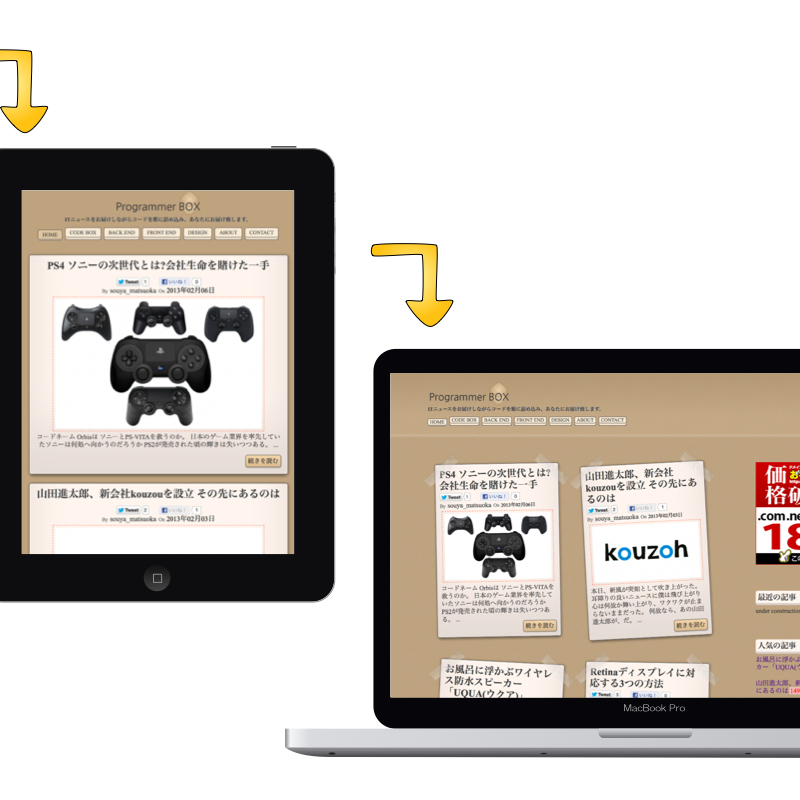 Programmer BOX
ITニュースをお届けしながらコードを箱に詰め込み、あなたにお届け致します。
HOME CODE BOX BACK END FRONT END DESIGN ABOUT CONTACT
PS4 ソニーの次世代とは?会社生命を賭けた一手
Tweet 1 いいね! 0
By souya_matsuoka On 2013年02月06日
コードネーム Orbisは ソニーとPS-VITAを救うのか。 日本のゲーム業界を率先してい
たソニーは何処へ向かうのだろうか PS2が発売された頃の輝きは失いつつある。 ...
続きを読む
山田進太郎、新会社kouzouを設立 その先にあるのは
Tweet 2 いいね! 1
By souya_matsuoka On 2013年02月03日
Programmer BOX
ITニュースをお届けしながらコードを箱に詰め込み、あなたにお届け致します。
HOME CODE BOX BACK END FRONT END DESIGN ABOUT CONTACT
PS4 ソニーの次世代とは?
会社生命を賭けた一手
Tweet 1 いいね! 0
By souya_matsuoka On 2013年02月06日
コードネーム Orbisは ソニーとPS-VITAを
救うのか。 日本のゲーム業界を率先してい
たソニーは何処へ向かうのだろうか
PS2が発売された頃の輝きは失いつつあ
る。 ...
続きを読む
山田進太郎、新会社
kouzouを設立 その先にあ
るのは
Tweet 2 いいね! 1
By souya_matsuoka On 2013年02月03日
kouzoh
本日、新風が突如として吹き上がった。
耳障りの良いニュースに僕は飛び上がり
心は何故か舞い上がり、ワクワクが止ま
らないままだった。 何故なら、あの山田
進太郎が、だ。 ...
続きを読む
お風呂に浮かぶワイヤレ
ス防水スピーカー
「UQUA(ウクア)」
Retinaディスプレイに対
応する3つの方法
Tweet 3 いいね! 0
価
格
.com.ne
18
最近の記事
under construction
人気の記事
お風呂に浮かぶ
カー「UQUA(ウ
山田進太郎、新
にあるのは 149
MacBook Pro